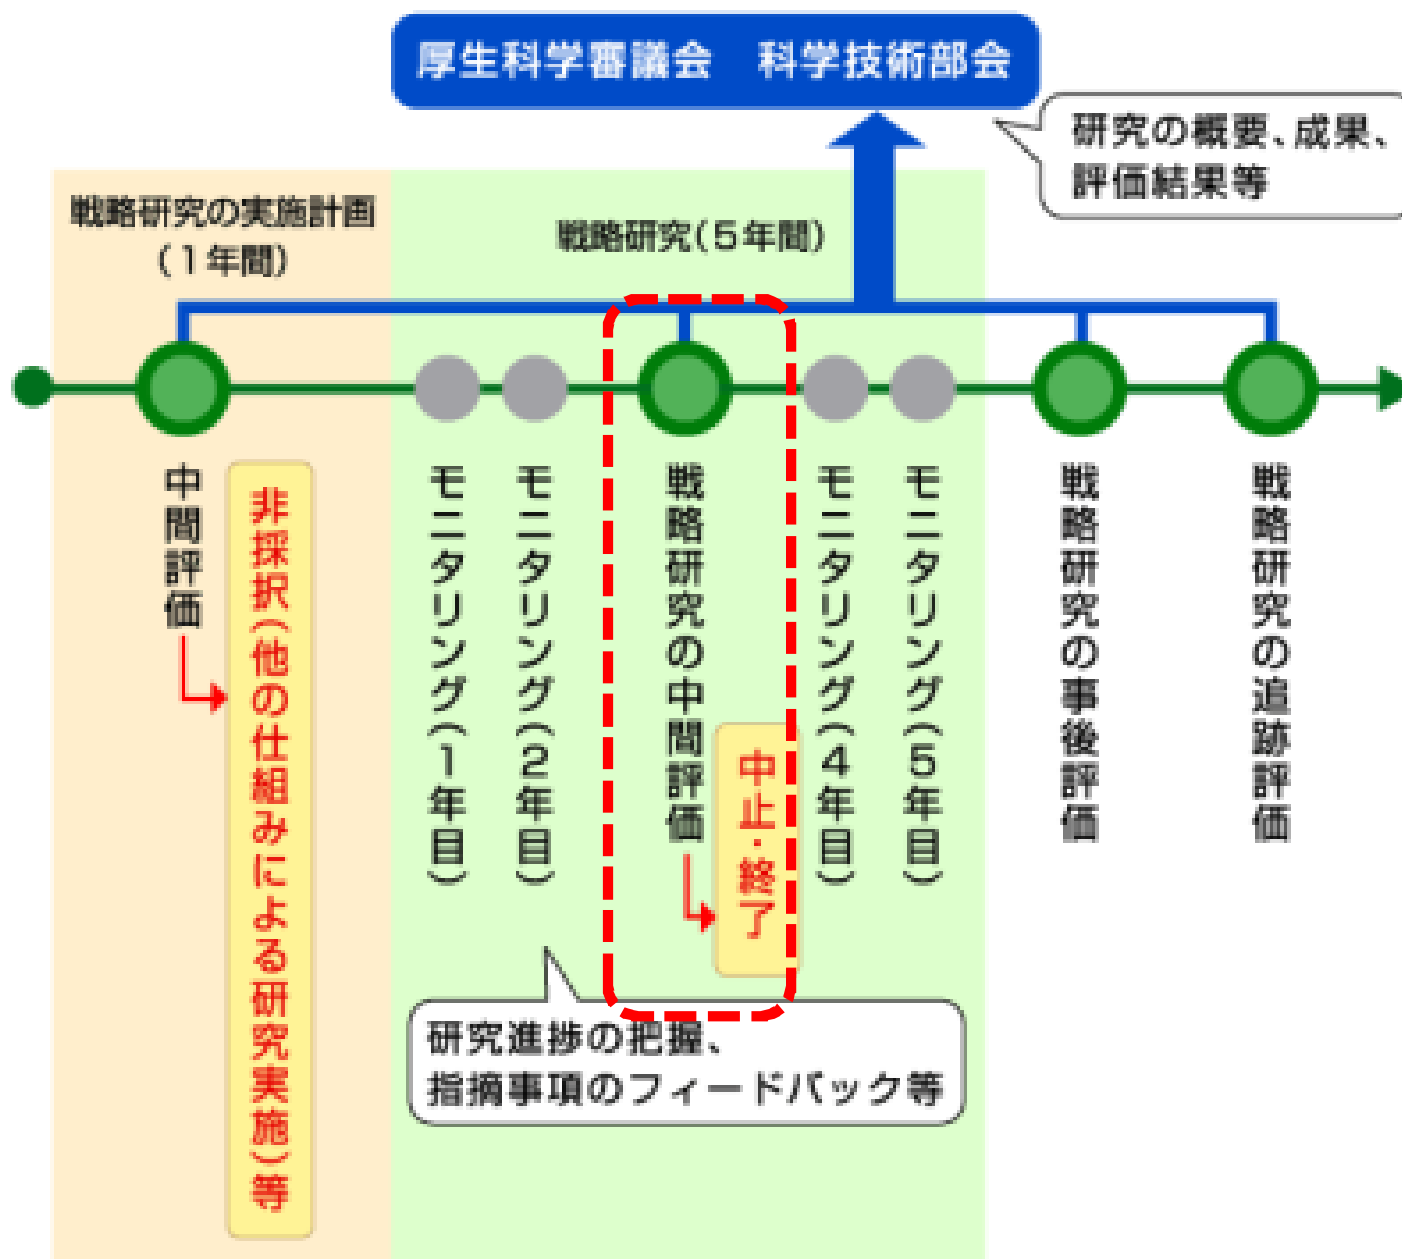 厚生科学審議会　科学技術部会
研究の概要、成果、
評価結果等
戦略研究の実施計画
(1年間)
戦略研究(5年間)
中間評価
非採択(他の仕組みによる研究実施)等
モニタリング(1年目)
モニタリング(2年目)
戦略研究の中間評価
中止・終了
モニタリング(4年目)
モニタリング(5年目)
戦略研究の事後評価
戦略研究の追跡評価
研究進捗の把握、
指摘事項のフィードバック等